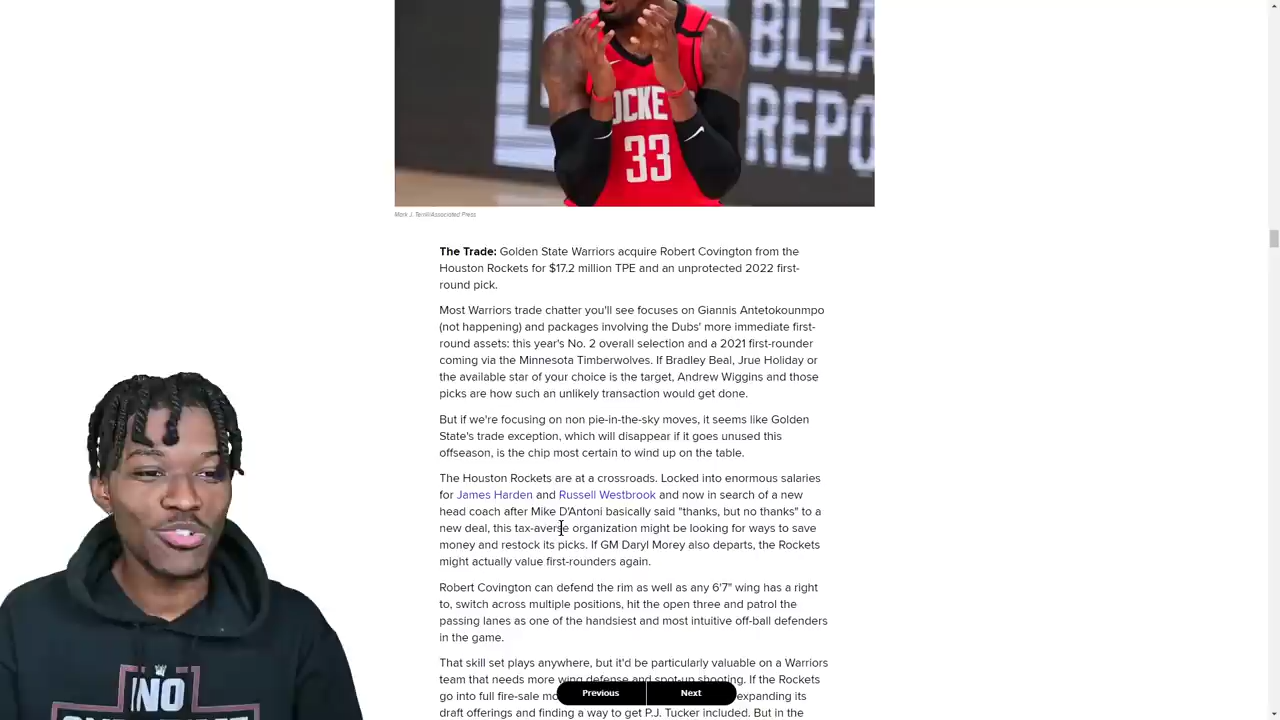 BLEA
REPO
OCKE
33
Mark J. Terrill/Associated Press
The Trade: Golden State Warriors acquire Robert Covington from the
Houston Rockets for $17.2 million TPE and an unprotected 2022 first-
round pick.
Most Warriors trade chatter you'll see focuses on Giannis Antetokounmpo
(not happening) and packages involving the Dubs' more immediate first-
round assets: this year's No. 2 overall selection and a 2021 first-rounder
coming via the Minnesota Timberwolves. If Bradley Beal, Jrue Holiday or
the available star of your choice is the target, Andrew Wiggins and those
picks are how such an unlikely transaction would get done.
But if we're focusing on non pie-in-the-sky moves, it seems like Golden
State's trade exception, which will disappear if it goes unused this
offseason, is the chip most certain to wind up on the table.
The Houston Rockets are at a crossroads. Locked into enormous salaries
for James Harden and Russell Westbrook and now in search of a new
head coach after Mike D'Antoni basically said "thanks, but no thanks" to a
new deal, this tax-averse organization might be looking for ways to save
money and restock its picks. If GM Daryl Morey also departs, the Rockets
might actually value first-rounders again.
Robert Covington can defend the rim as well as any 6'7" wing has a right
to, switch across multiple positions, hit the open three and patrol the
passing lanes as one of the handsiest and most intuitive off-ball defenders
in the game.
That skill set plays anywhere, but it'd be particularly valuable on a Warriors
team that needs more wing defense and spot-up shooting. If the Rockets
go into full fire-sale expanding its
draft offerings and finding a way to get P.J. Tucker included. But in the
Previous Next
NO